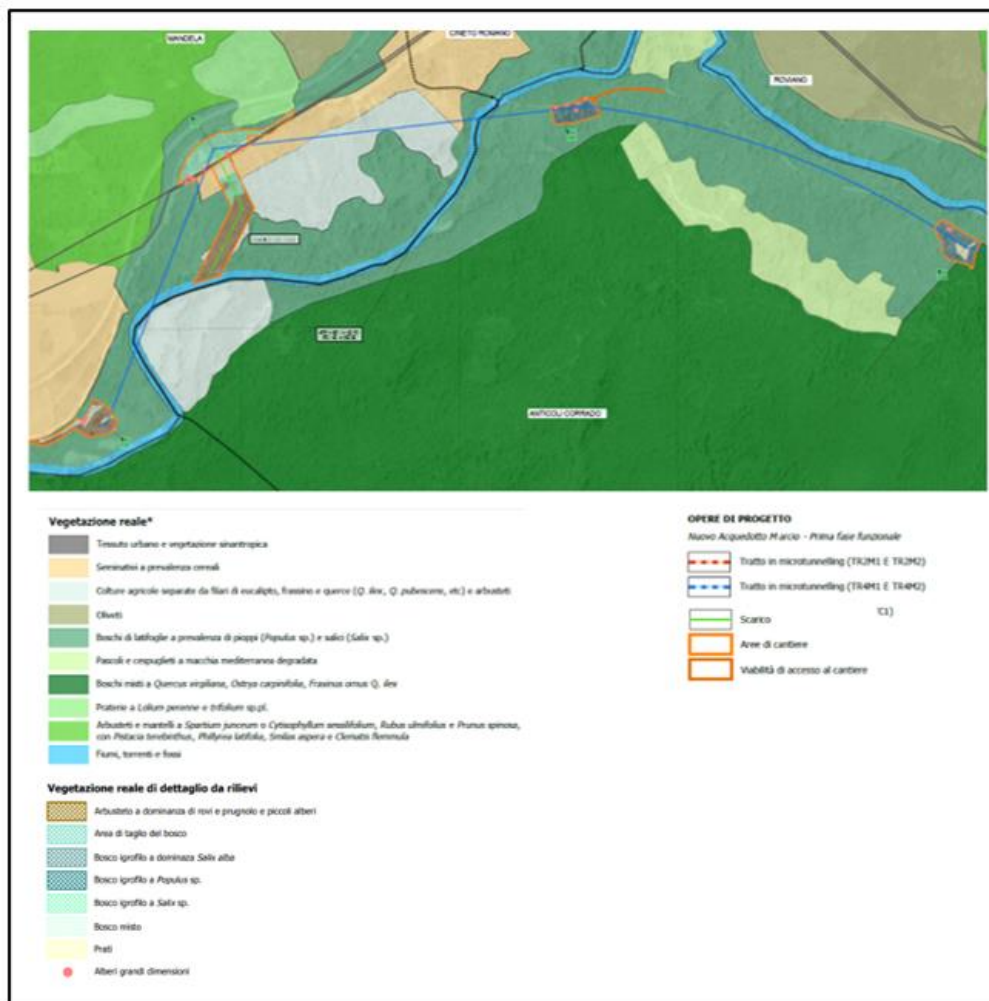 MANDELA
CINETO ROMANO
ROVIANO
ANTICOLI CORRADO
Vegetazione reale*
Tessuto urbano e vegetazione sinantropica
Seminativi a prevalenza cereali
Colture agricole separate da filari di eucalipto, frassino e querce (Q. ilex, Q. pubescens, etc) e arbusteti
Oliveti
Boschi di latifoglie a prevalenza di pioppi (Populus sp.) e salici (Salix sp.)
Pascoli e cespuglieti a macchia mediterranea degradata
Boschi misti a Quercus virgiliana, Ostrya carpinifolia, Fraxinus ornus Q. ilex
Praterie a Lolium perenne e trifolium sp.pl.
Arbusteti e mantelli a Spartium junceum o Cytisophyllum sessilifolium, Rubus ulmifolius e Prunus spinosa,
con Pistacia terebinthus, Phillyrea latifolia, Smilax aspera e Clematis flammula
Fiumi, torrenti e fossi
Vegetazione reale di dettaglio da rilievi
Arbusteto a dominanza di rovi e prugnolo e piccoli alberi
Area di taglio del bosco
Bosco igrofilo a dominaza Salix alba
Bosco igrofilo a Populus sp.
Bosco igrofilo a Salix sp.
Bosco misto
Prati
Alberi grandi dimensioni
OPERE DI PROGETTO
Nuovo Acquedotto Marcio - Prima fase funzionale
Tratto in microtunnelling (TR2M1 E TR2M2)
Tratto in microtunnelling (TR4M1 E TR4M2)
Scarico
'C1)
Aree di cantiere
Viabilità di accesso al cantiere